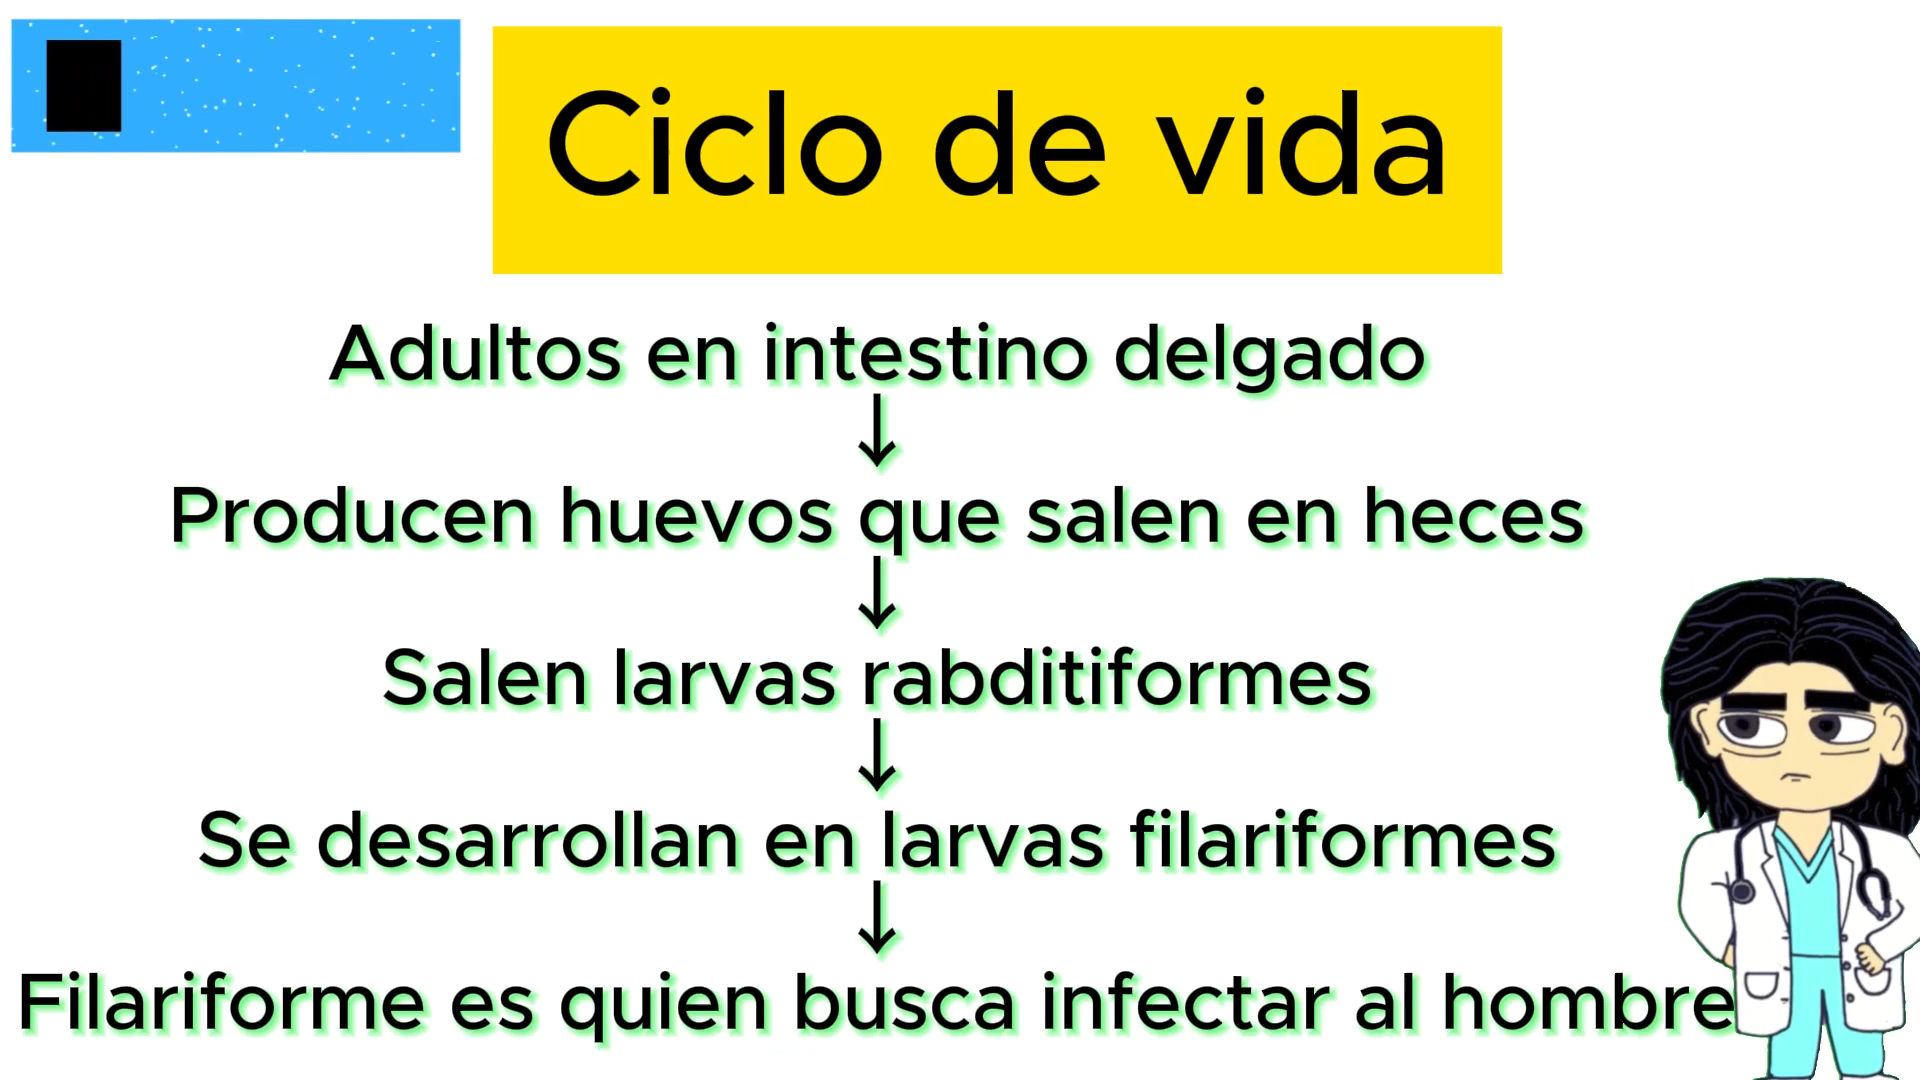 Ciclo de vida
Adultos en intestino delgado
↓
Producen huevos que salen en heces
↓
Salen larvas rabditiformes
↓
Se desarrollan en larvas filariformes
↓
Filariforme es quien busca infectar al hombre